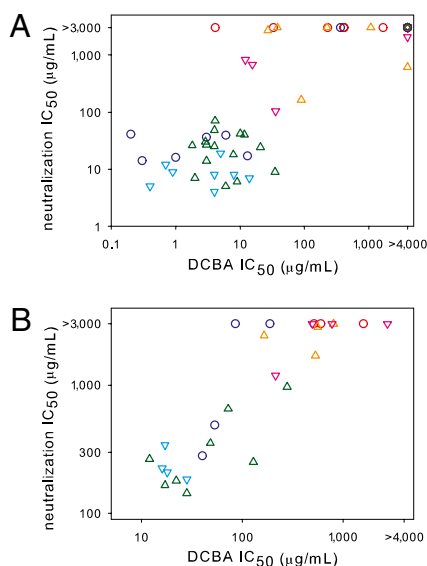 A
neutralization IC50 (µg/mL)
>3,000
1,000
100
10
1
0.1 1 10 100 1,000 >4,000
DCBA IC50 (µg/mL)
B
neutralization IC50 (µg/mL)
>3,000
1,000
300
100
10 100 1,000 >4,000
DCBA IC50 (µg/mL)